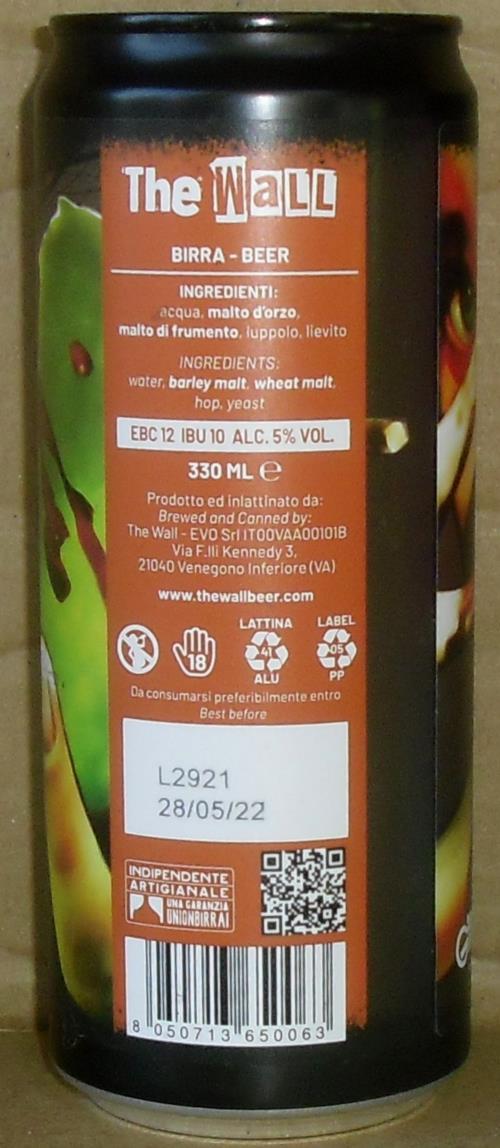 The WaLL
BIRRA - BEER
INGREDIENTI:
acqua, malto d'orzo,
malto di frumento, luppolo, lievito
INGREDIENTS:
water, barley malt, wheat malt,
hop, yeast
EBC 12 IBU 10 ALC. 5% VOL.
330 ML ℮
Prodotto ed inlattinato da:
Brewed and Canned by:
The Wall - EVO Srl IT00VAA00101B
Via F.lli Kennedy 3,
21040 Venegono Inferiore (VA)
www.thewallbeer.com
18
LATTINA
41
ALU
LABEL
05
PP
Da consumarsi preferibilmente entro
Best before
L2921
28/05/22
INDIPENDENTE
ARTIGIANALE
UNA GARANZIA
UNIONBIRRAI
8 050713 650063